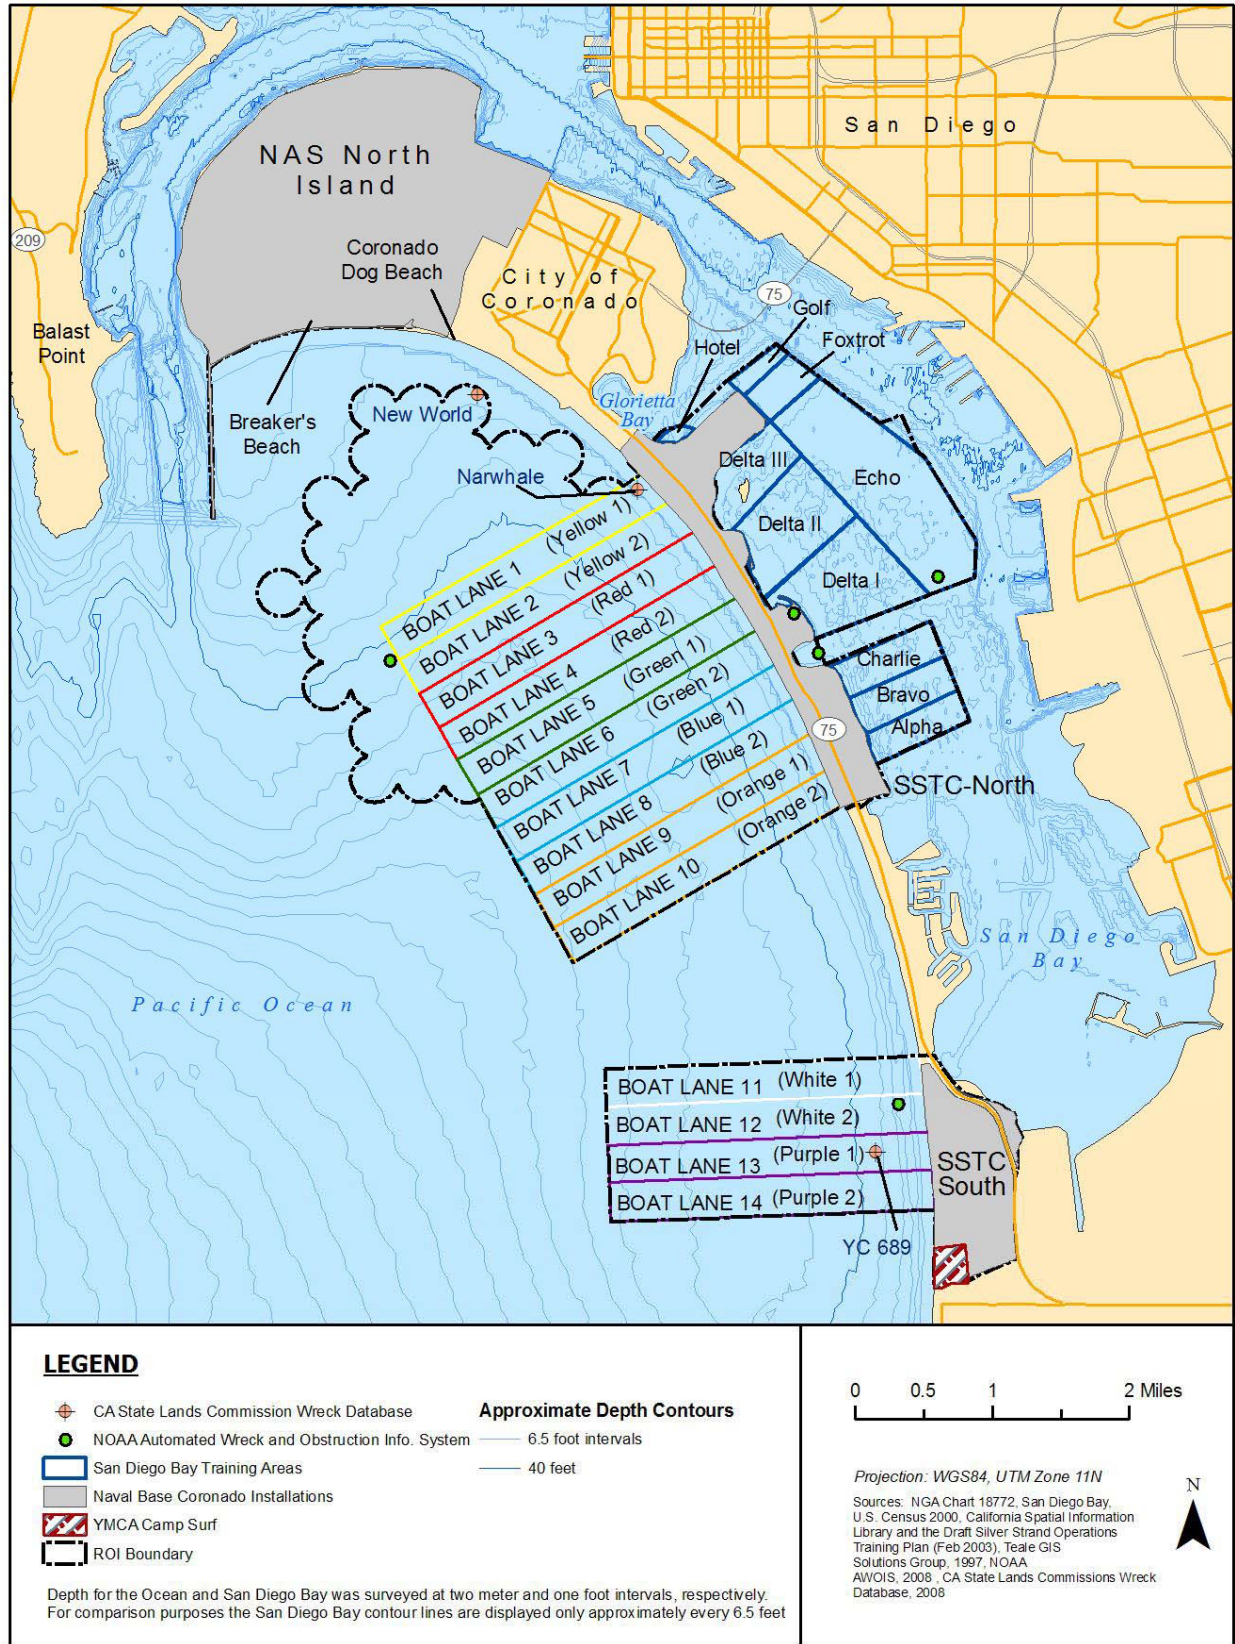 San Diego
NAS North
Island
209
Coronado
Dog Beach
City of
Coronado
75
Golf
Balast
Point
Hotel
Foxtrot
Glorietta
Bay
New World
Breaker's
Beach
Delta III
Echo
Narwhale
Delta II
BOAT LANE 1 (Yellow 1)
BOAT LANE 2 (Yellow 2)
BOAT LANE 3 (Red 1)
BOAT LANE 4 (Red 2)
BOAT LANE 5 (Green 1)
BOAT LANE 6 (Green 2)
BOAT LANE 7 (Blue 1)
BOAT LANE 8 (Blue 2)
BOAT LANE 9 (Orange 1)
BOAT LANE 10 (Orange 2)
Delta I
Charlie
Bravo
Alpha
75
SSTC-North
San Diego
Bay
Pacific Ocean
BOAT LANE 11 (White 1)
BOAT LANE 12 (White 2)
BOAT LANE 13 (Purple 1)
BOAT LANE 14 (Purple 2)
SSTC
South
YC 689
LEGEND
CA State Lands Commission Wreck Database
NOAA Automated Wreck and Obstruction Info. System
San Diego Bay Training Areas
Naval Base Coronado Installations
YMCA Camp Surf
ROI Boundary
Approximate Depth Contours
6.5 foot intervals
40 feet
Depth for the Ocean and San Diego Bay was surveyed at two meter and one foot intervals, respectively.
For comparison purposes the San Diego Bay contour lines are displayed only approximately every 6.5 feet
0 0.5 1 2 Miles
Projection: WGS84, UTM Zone 11N
Sources: NGA Chart 18772, San Diego Bay,
U.S. Census 2000, California Spatial Information
Library and the Draft Silver Strand Operations
Training Plan (Feb 2003), Teale GIS
Solutions Group, 1997, NOAA
AWOIS, 2008 , CA State Lands Commissions Wreck
Database, 2008
N